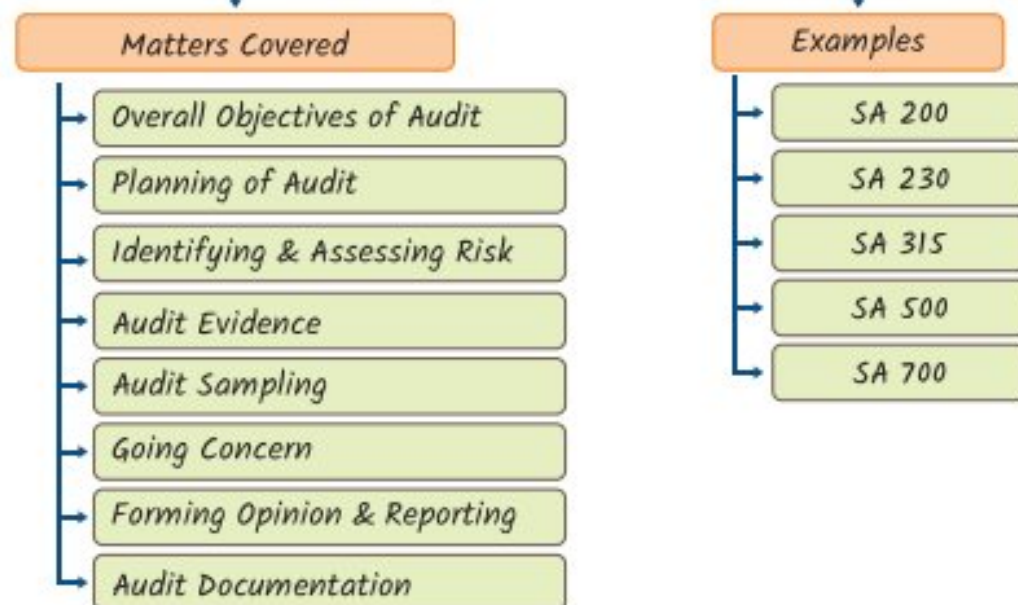 Matters Covered
Overall Objectives of Audit
Planning of Audit
Identifying & Assessing Risk
Audit Evidence
Audit Sampling
Going Concern
Forming Opinion & Reporting
Audit Documentation
Examples
SA 200
SA 230
SA 315
SA 500
SA 700